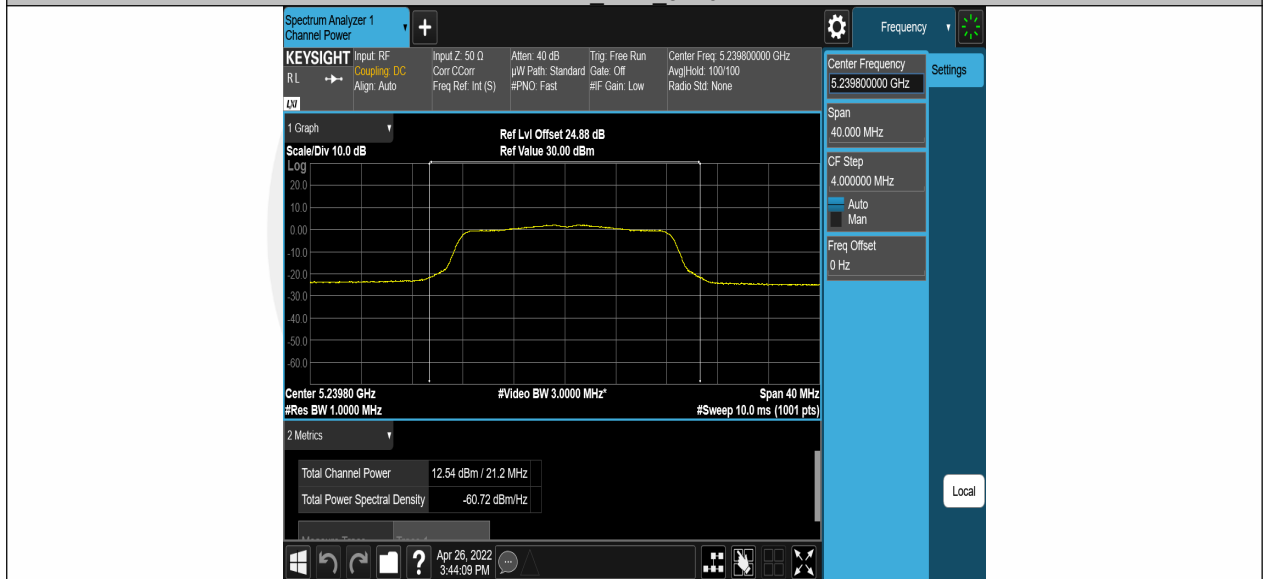 Spectrum Analyzer 1
Channel Power
+
Frequency
KEYSIGHT
RL
LXI
Input: RF
Coupling: DC
Align: Auto
Input Z: 50 Ω
Corr CCorr
Freq Ref: Int (S)
Atten: 40 dB
µW Path: Standard
#PNO: Fast
Trig: Free Run
Gate: Off
#IF Gain: Low
Center Freq: 5.239800000 GHz
Avg|Hold: 100/100
Radio Std: None
Center Frequency
5.239800000 GHz
Settings
Span
40.000 MHz
CF Step
4.000000 MHz
Auto
Man
Freq Offset
0 Hz
Local
1 Graph
Scale/Div 10.0 dB
Ref Lvl Offset 24.88 dB
Ref Value 30.00 dBm
Log
20.0
10.0
0.00
-10.0
-20.0
-30.0
-40.0
-50.0
-60.0
Center 5.23980 GHz
#Video BW 3.0000 MHz*
Span 40 MHz
#Res BW 1.0000 MHz
#Sweep 10.0 ms (1001 pts)
2 Metrics
Total Channel Power 12.54 dBm / 21.2 MHz
Total Power Spectral Density -60.72 dBm/Hz
?
Apr 26, 2022
3:44:09 PM